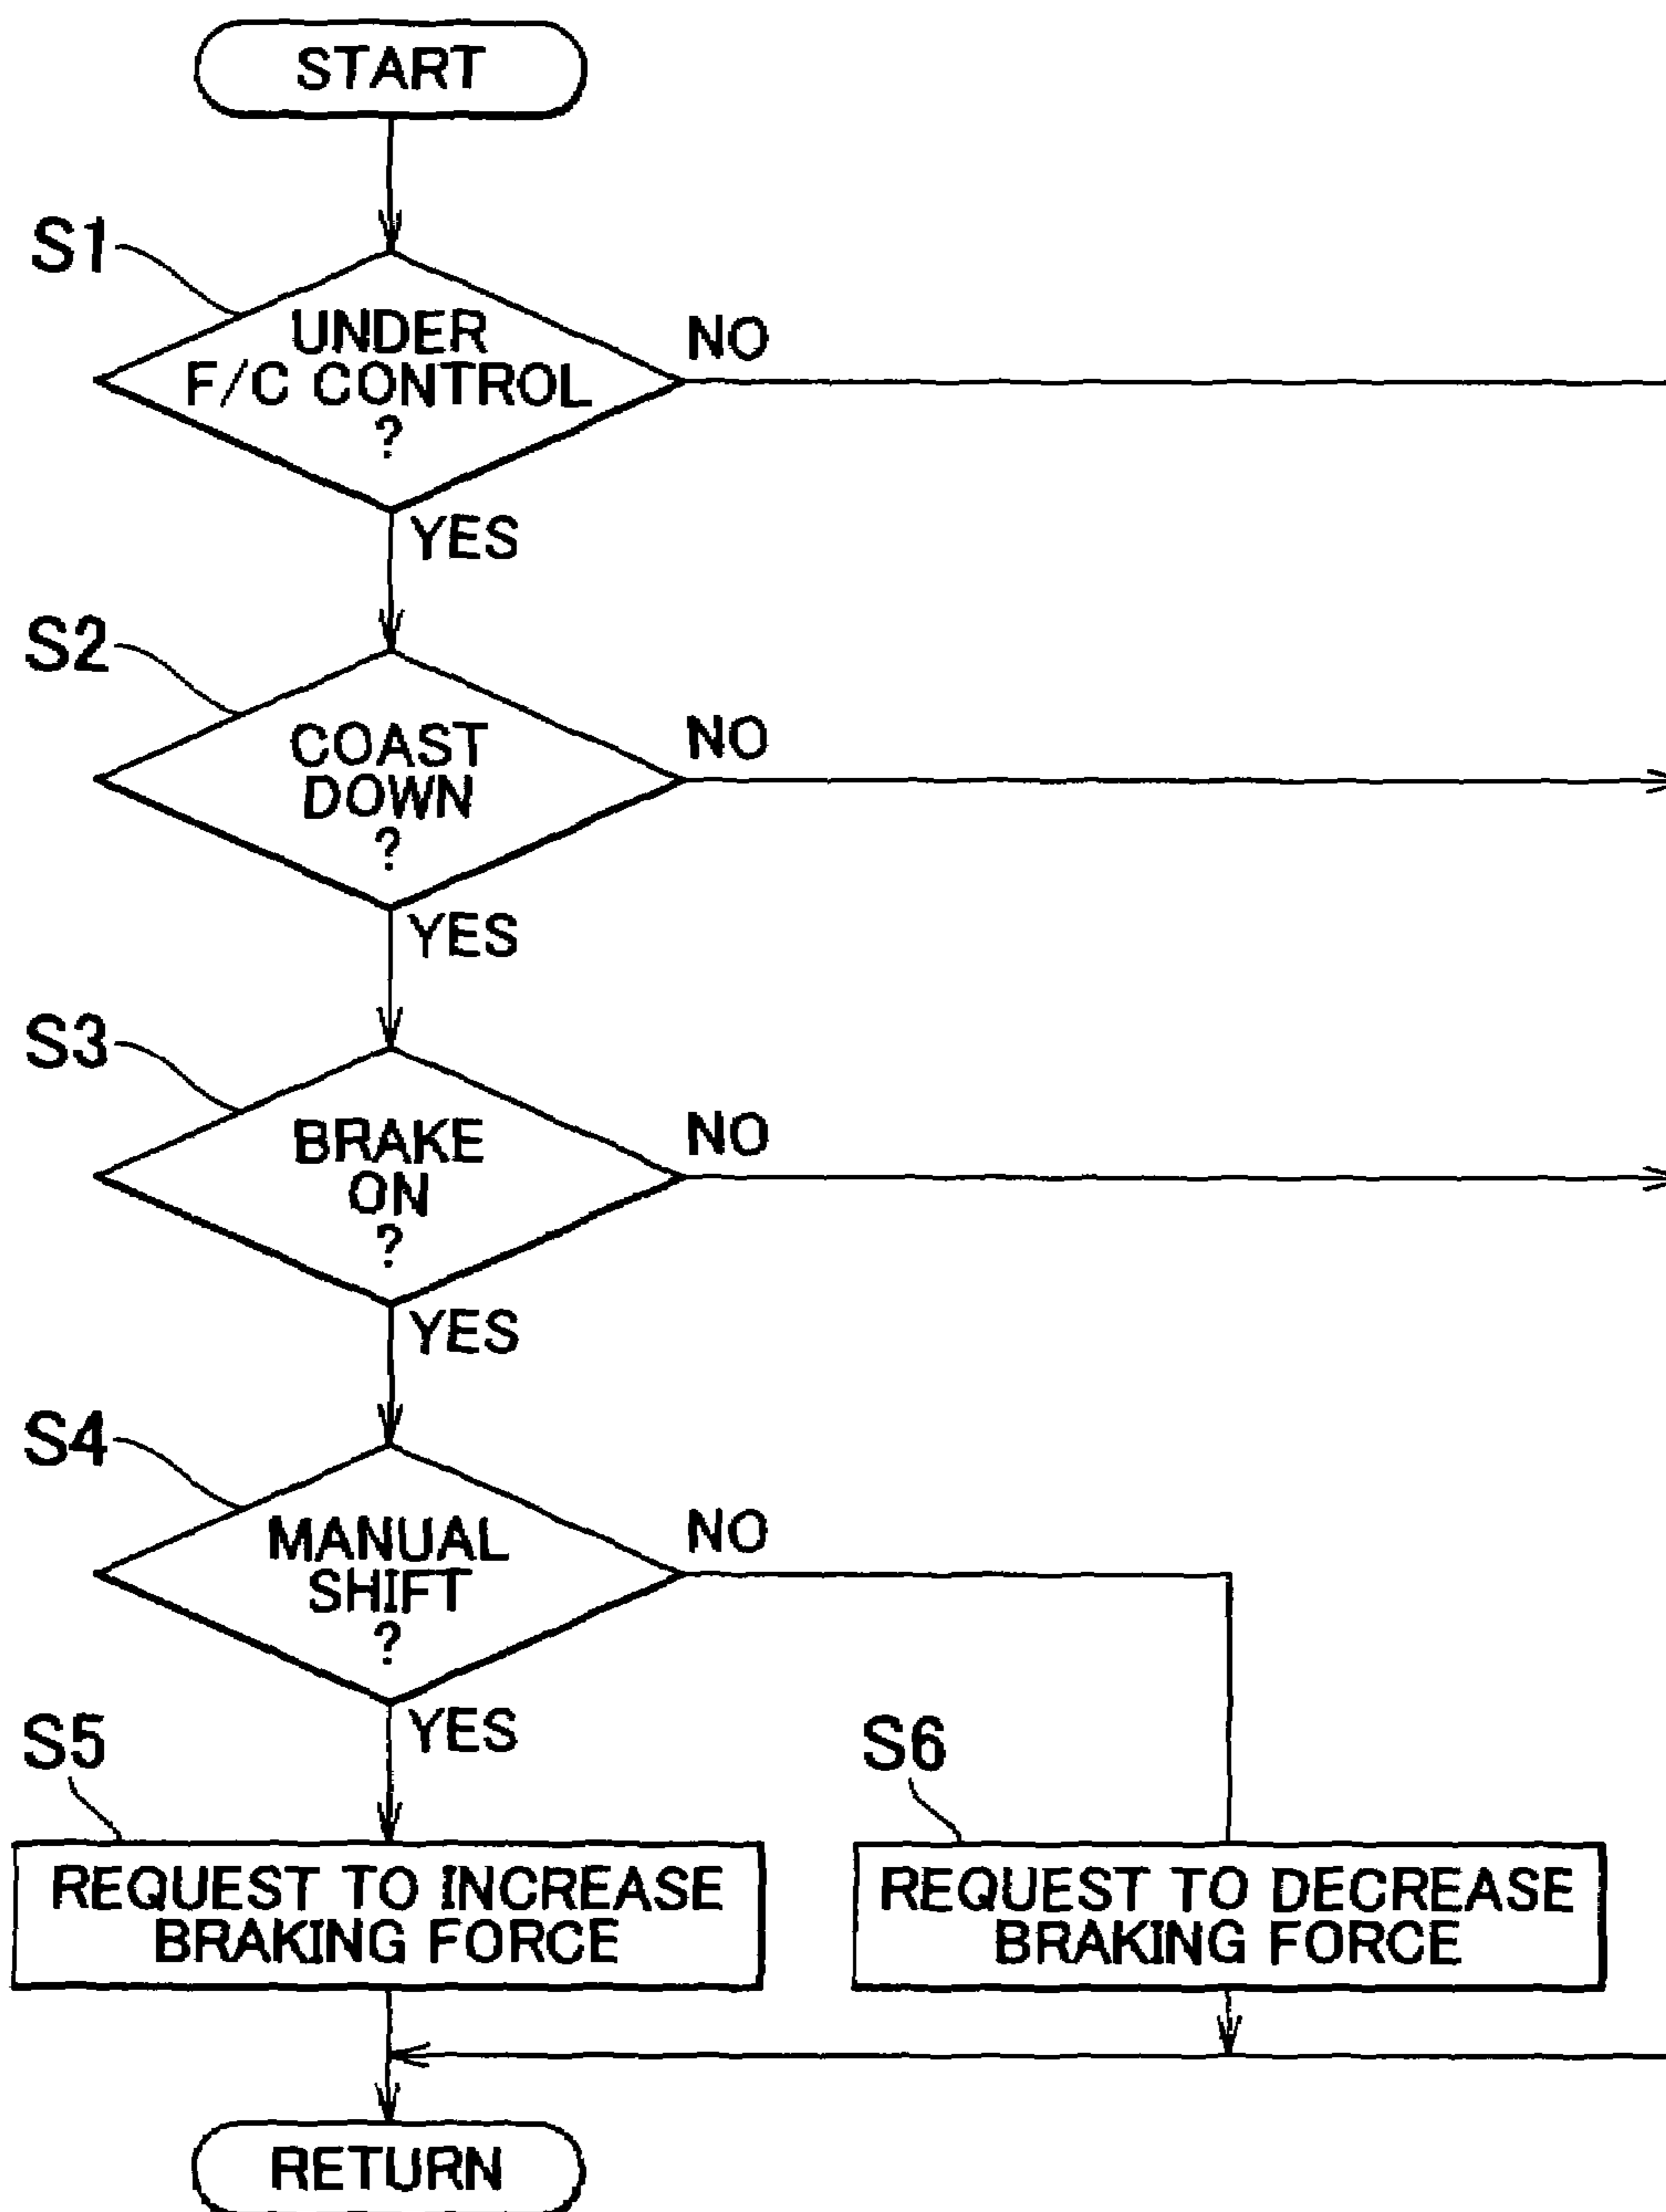 START
S1
UNDER
F/C CONTROL
?
NO
YES
S2
COAST
DOWN
?
NO
YES
S3
BRAKE
ON
?
NO
YES
S4
MANUAL
SHIFT
?
NO
YES
S5
REQUEST TO INCREASE
BRAKING FORCE
S6
REQUEST TO DECREASE
BRAKING FORCE
RETURN